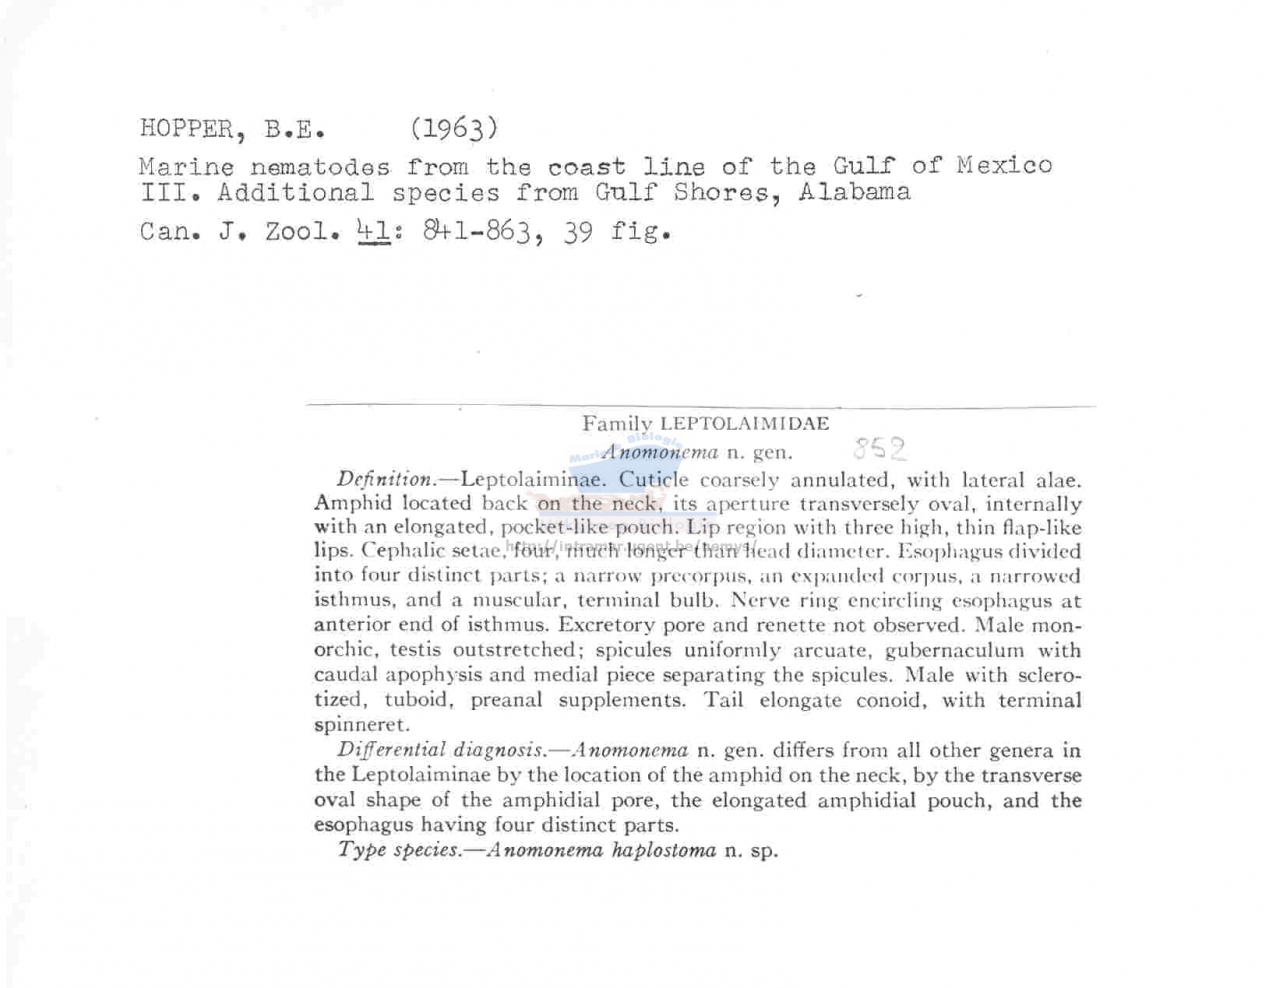 HOPPER, B.E. (1963)
Marine nematodes from the coast line of the Gulf of Mexico
III. Additional species from Gulf Shores, Alabama
Can. J. Zool. 41: 841-863, 39 fig.
Family LEPTOLAIMIDAE
Anomonema n. gen. 852
Definition.—Leptolaiminae. Cuticle coarsely annulated, with lateral alae.
Amphid located back on the neck, its aperture transversely oval, internally
with an elongated, pocket-like pouch. Lip region with three high, thin flap-like
lips. Cephalic setae, four, much longer than head diameter. Esophagus divided
into four distinct parts; a narrow precorpus, an expanded corpus, a narrowed
isthmus, and a muscular, terminal bulb. Nerve ring encircling esophagus at
anterior end of isthmus. Excretory pore and renette not observed. Male mon-
orchic, testis outstretched; spicules uniformly arcuate, gubernaculum with
caudal apophysis and medial piece separating the spicules. Male with sclero-
tized, tuboid, preanal supplements. Tail elongate conoid, with terminal
spinneret.
Differential diagnosis.—Anomonema n. gen. differs from all other genera in
the Leptolaiminae by the location of the amphid on the neck, by the transverse
oval shape of the amphidial pore, the elongated amphidial pouch, and the
esophagus having four distinct parts.
Type species.—Anomonema haplostoma n. sp.